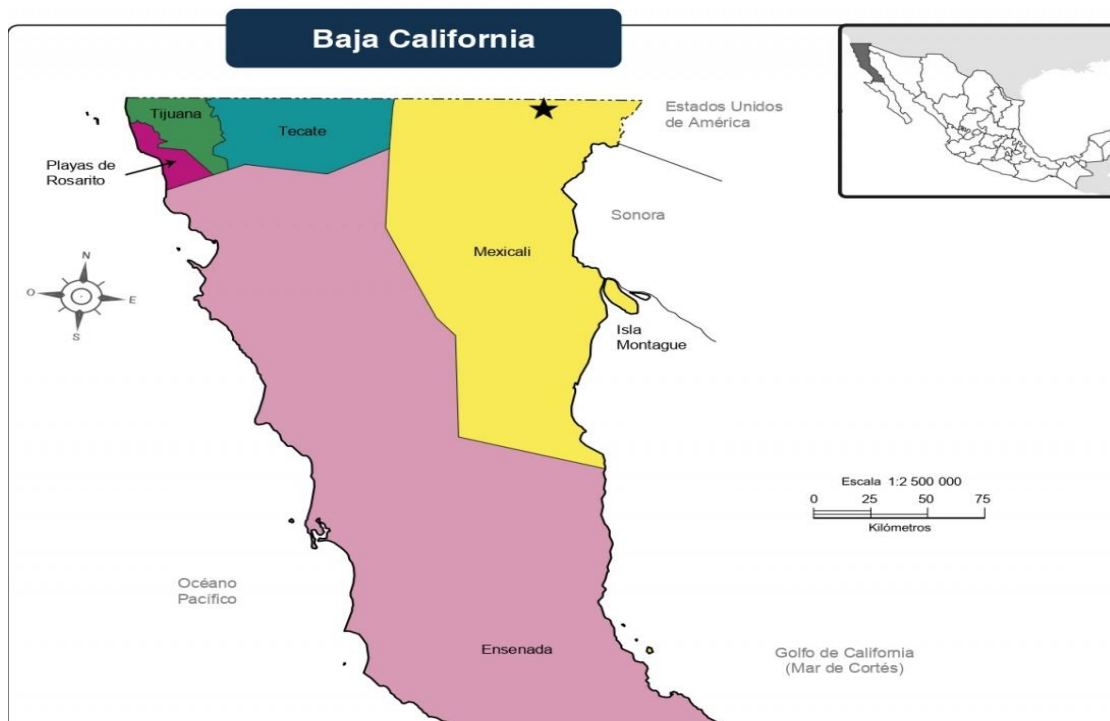 Baja California
Estados Unidos
de América
Tijuana
Tecate
Playas de
Rosarito
Sonora
Mexicali
N
O
E
S
Isla
Montague
Escala 1:2 500 000
0 25 50 75
Kilómetros
Océano
Pacífico
Ensenada
Golfo de California
(Mar de Cortés)